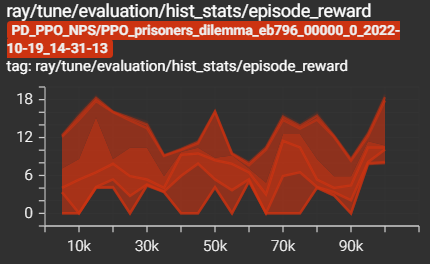 ray/tune/evaluation/hist_stats/episode_reward
PD_PPO_NPS/PPO_prisoners_dilemma_eb796_00000_0_2022-
10-19_14-31-13
tag: ray/tune/evaluation/hist_stats/episode_reward
18
12
6
0
10k 30k 50k 70k 90k